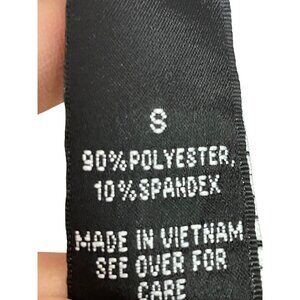 S
90%POLYESTER,
10%SPANDEX
MADE IN VIETNAM
SEE OVER FOR
CARE